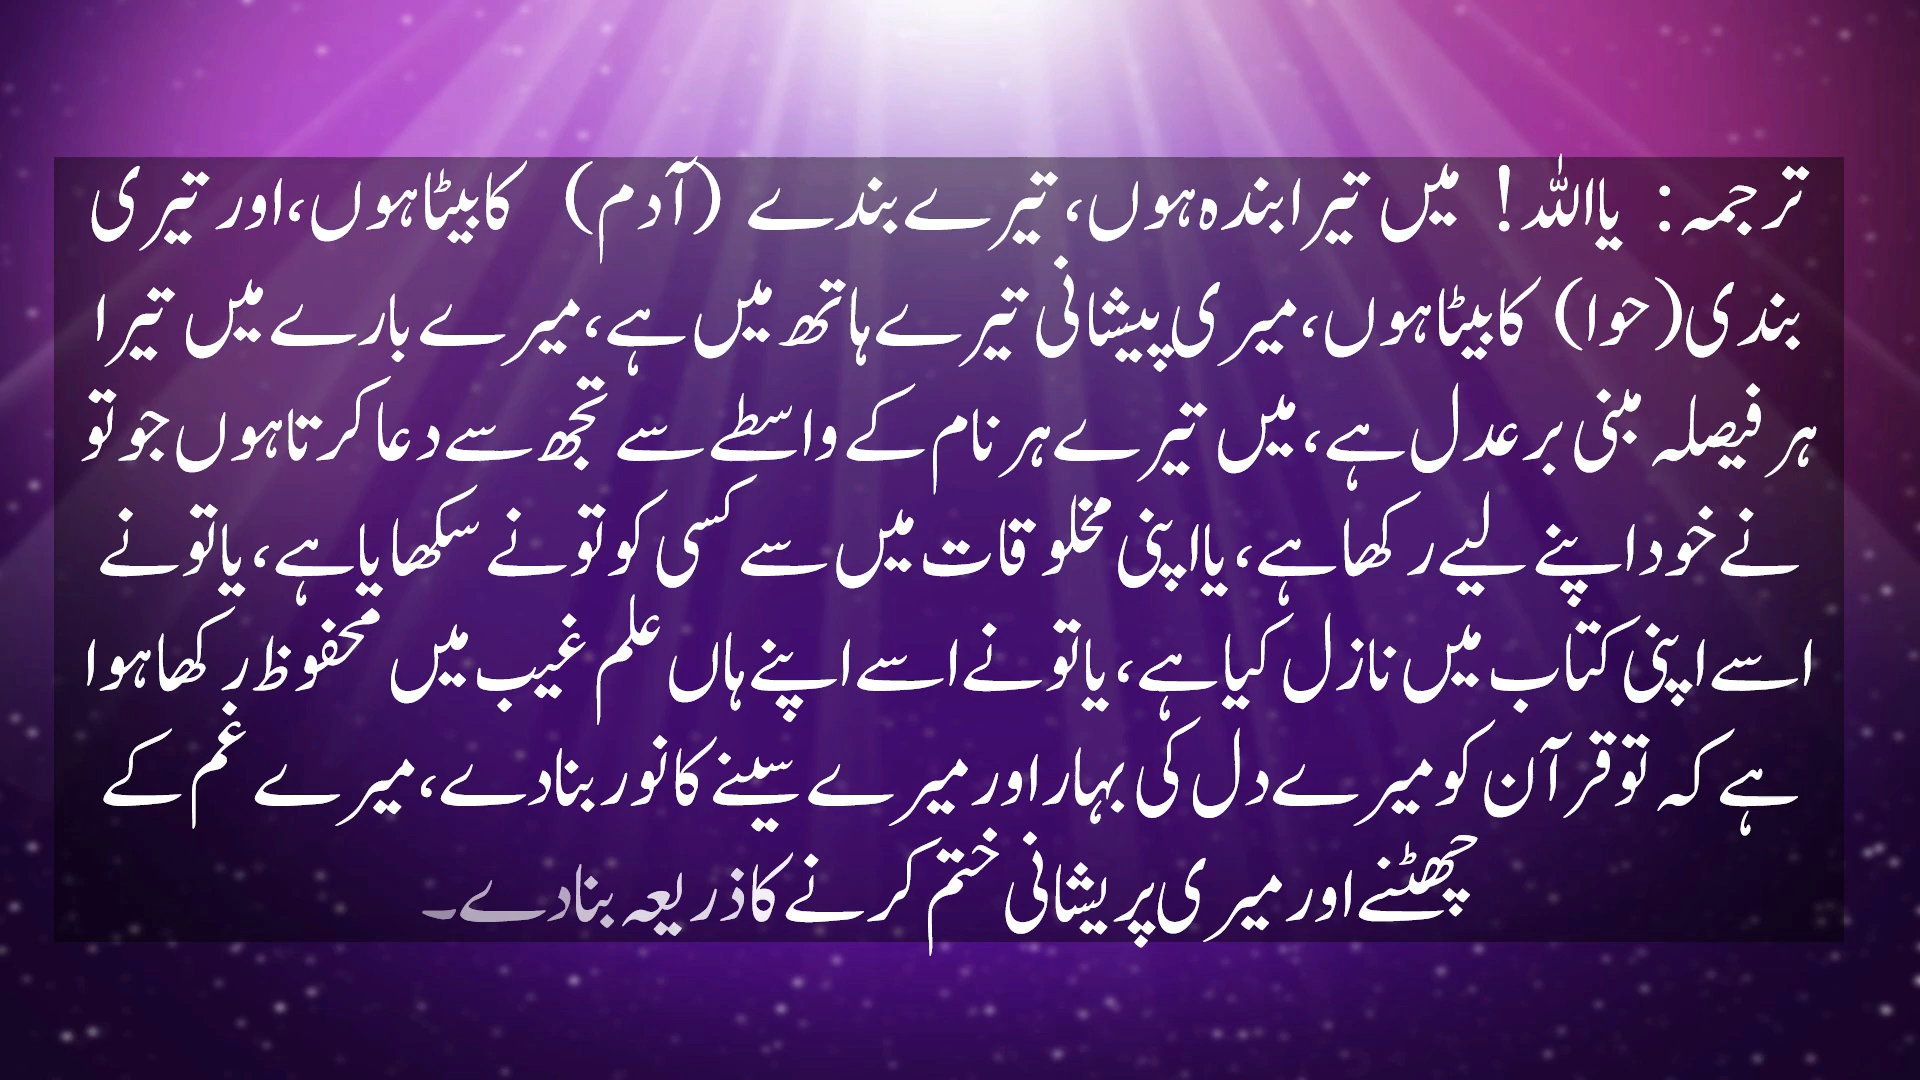 ترجمہ: یااللہ! میں تیرا بندہ ہوں، تیرے بندے (آدم) کا بیٹا ہوں، اور تیری
بندی (حوا) کا بیٹا ہوں، میری پیشانی تیرے ہاتھ میں ہے، میرے بارے میں تیرا
ہر فیصلہ مبنی بر عدل ہے، میں تیرے ہر نام کے واسطے سے تجھ سے دعا کرتا ہوں جو تو
نے خود اپنے لیے رکھا ہے، یا اپنی مخلوقات میں سے کسی کو تو نے سکھایا ہے، یا تو نے
اسے اپنی کتاب میں نازل کیا ہے، یا تو نے اسے اپنے ہاں علم غیب میں محفوظ رکھا ہوا
ہے کہ تو قرآن کو میرے دل کی بہار اور میرے سینے کا نور بنا دے، میرے غم کے
چھٹنے اور میری پریشانی ختم کرنے کا ذریعہ بنا دے۔